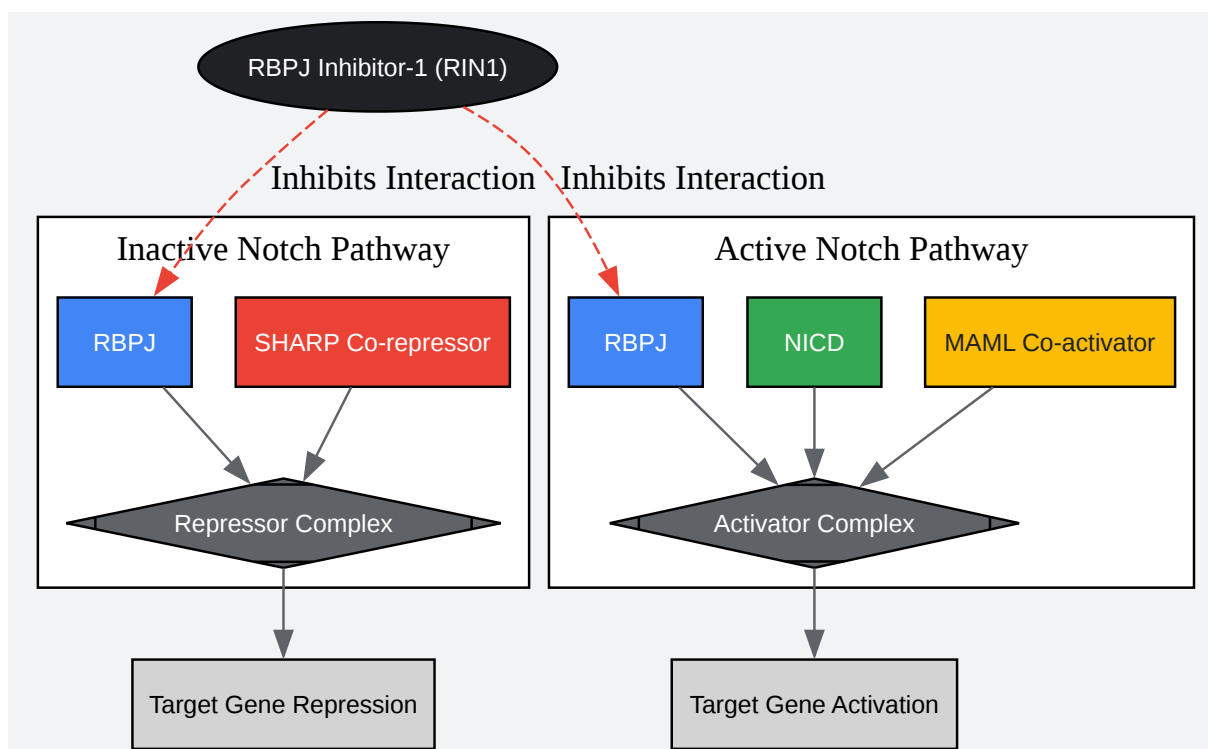 RBPJ Inhibitor-1 (RIN1)
Inhibits Interaction
Inhibits Interaction
Inactive Notch Pathway
Active Notch Pathway
RBPJ
SHARP Co-repressor
RBPJ
NICD
MAML Co-activator
Repressor Complex
Activator Complex
Target Gene Repression
Target Gene Activation